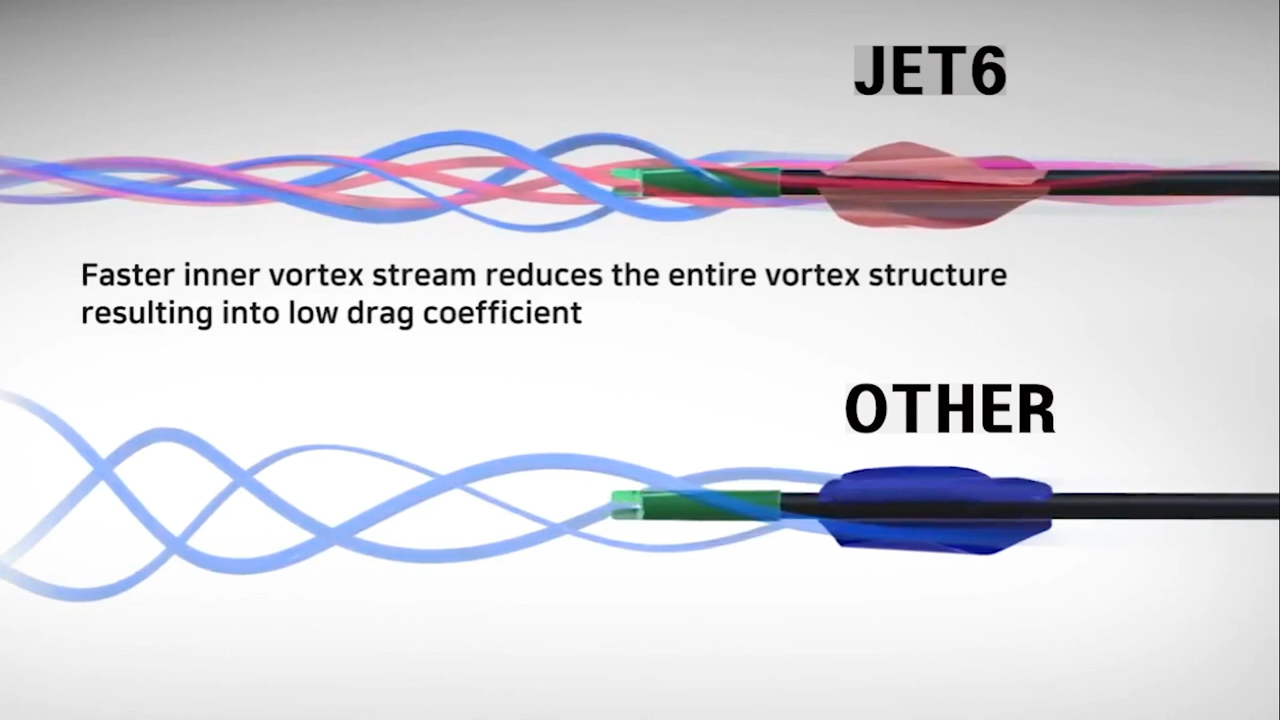 JET6
Faster inner vortex stream reduces the entire vortex structure
resulting into low drag coefficient
OTHER